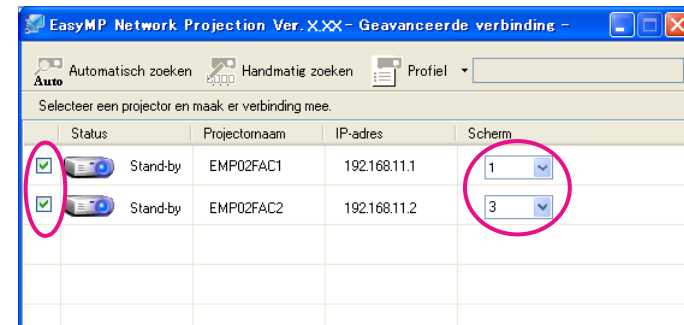 EasyMP Network Projection Ver. X.XX - Geavanceerde verbinding -
Auto Automatisch zoeken Handmatig zoeken Profiel
Selecteer een projector en maak er verbinding mee.
Status Projectornaam IP-adres Scherm
Stand-by EMP02FAC1 192.168.11.1 1
Stand-by EMP02FAC2 192.168.11.2 3